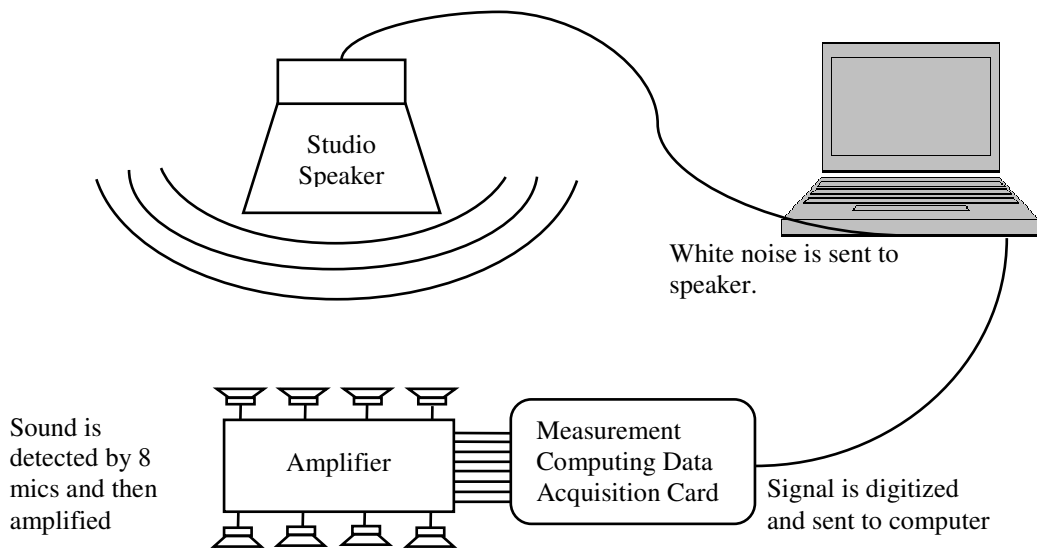 Studio
Speaker
White noise is sent to
speaker.
Sound is
detected by 8
mics and then
amplified
Amplifier
Measurement
Computing Data
Acquisition Card
Signal is digitized
and sent to computer